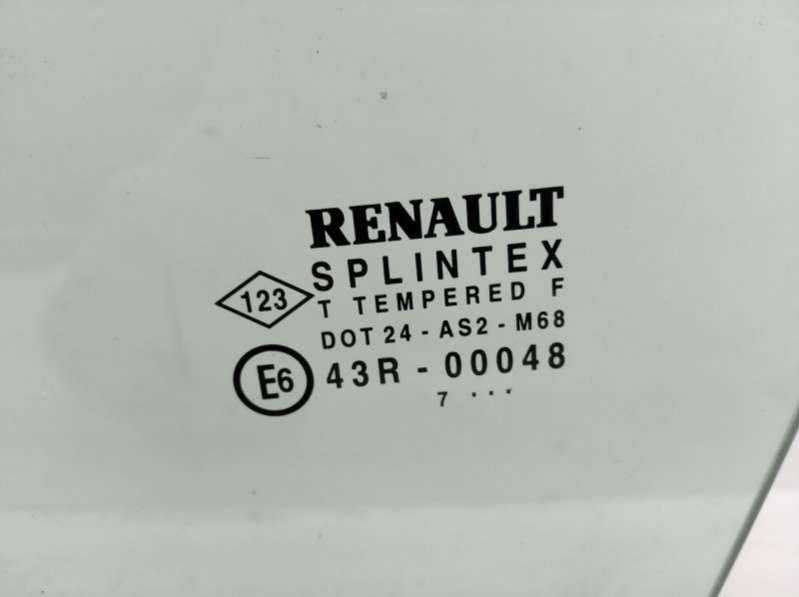 RENAULT
SPLINTEX
123
T TEMPERED F
DOT 24 - AS2 - M68
E6
43R - 00048
7 ...